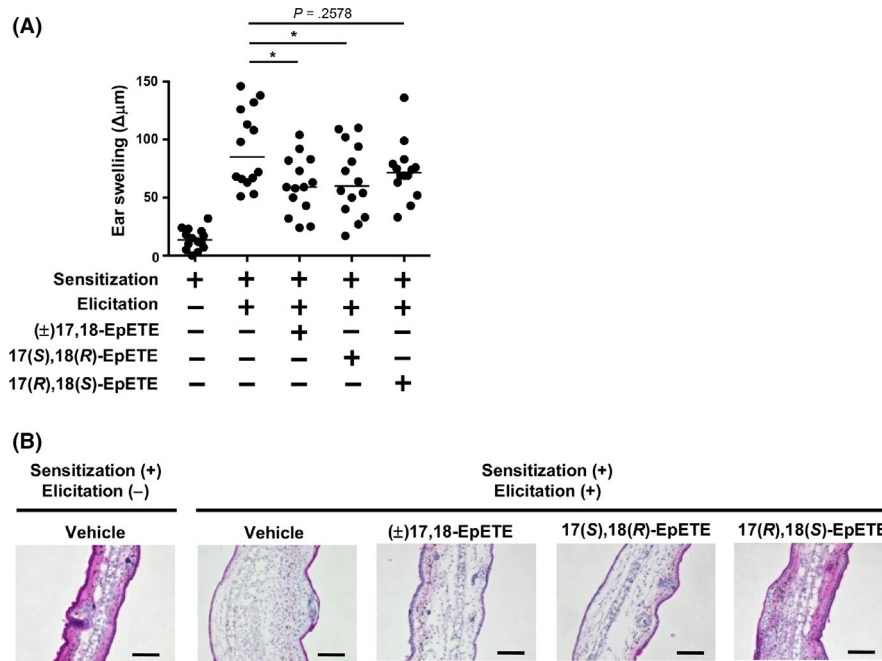 (A)
P = .2578
*
*
Ear swelling (Δμm)
150
100
50
0
Sensitization + + + + +
Elicitation − + + + +
(±)17,18-EpETE − − + − −
17(S),18(R)-EpETE − − − + −
17(R),18(S)-EpETE − − − − +
(B)
Sensitization (+)
Elicitation (−)
Sensitization (+)
Elicitation (+)
Vehicle
Vehicle
(±)17,18-EpETE
17(S),18(R)-EpETE
17(R),18(S)-EpETE